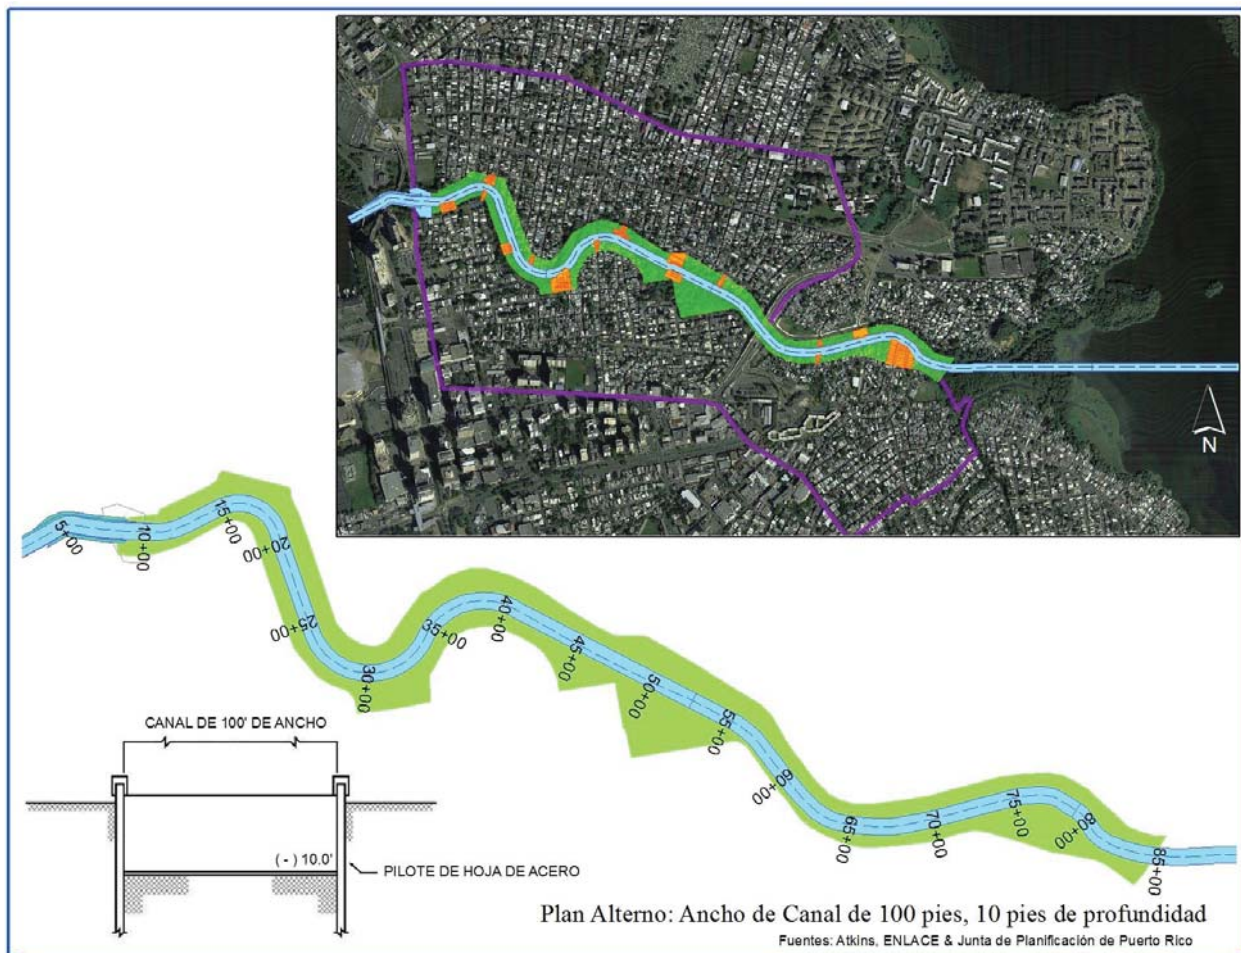 N
5+00
10+00
15+00
20+00
25+00
30+00
35+00
40+00
45+00
50+00
55+00
60+00
65+00
70+00
75+00
80+00
85+00
CANAL DE 100' DE ANCHO
( - ) 10.0'
PILOTE DE HOJA DE ACERO
Plan Alterno: Ancho de Canal de 100 pies, 10 pies de profundidad
Fuentes: Atkins, ENLACE & Junta de Planificación de Puerto Rico